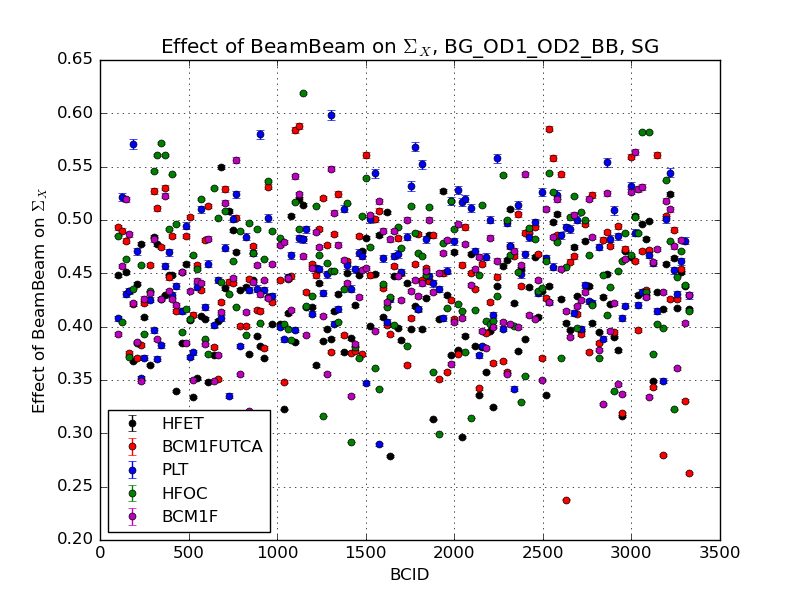 Effect of BeamBeam on Σ_X, BG_OD1_OD2_BB, SG
Effect of BeamBeam on Σ_X
0.65
0.60
0.55
0.50
0.45
0.40
0.35
0.30
0.25
0.20
HFET
BCM1FUTCA
PLT
HFOC
BCM1F
0 500 1000 1500 2000 2500 3000 3500
BCID